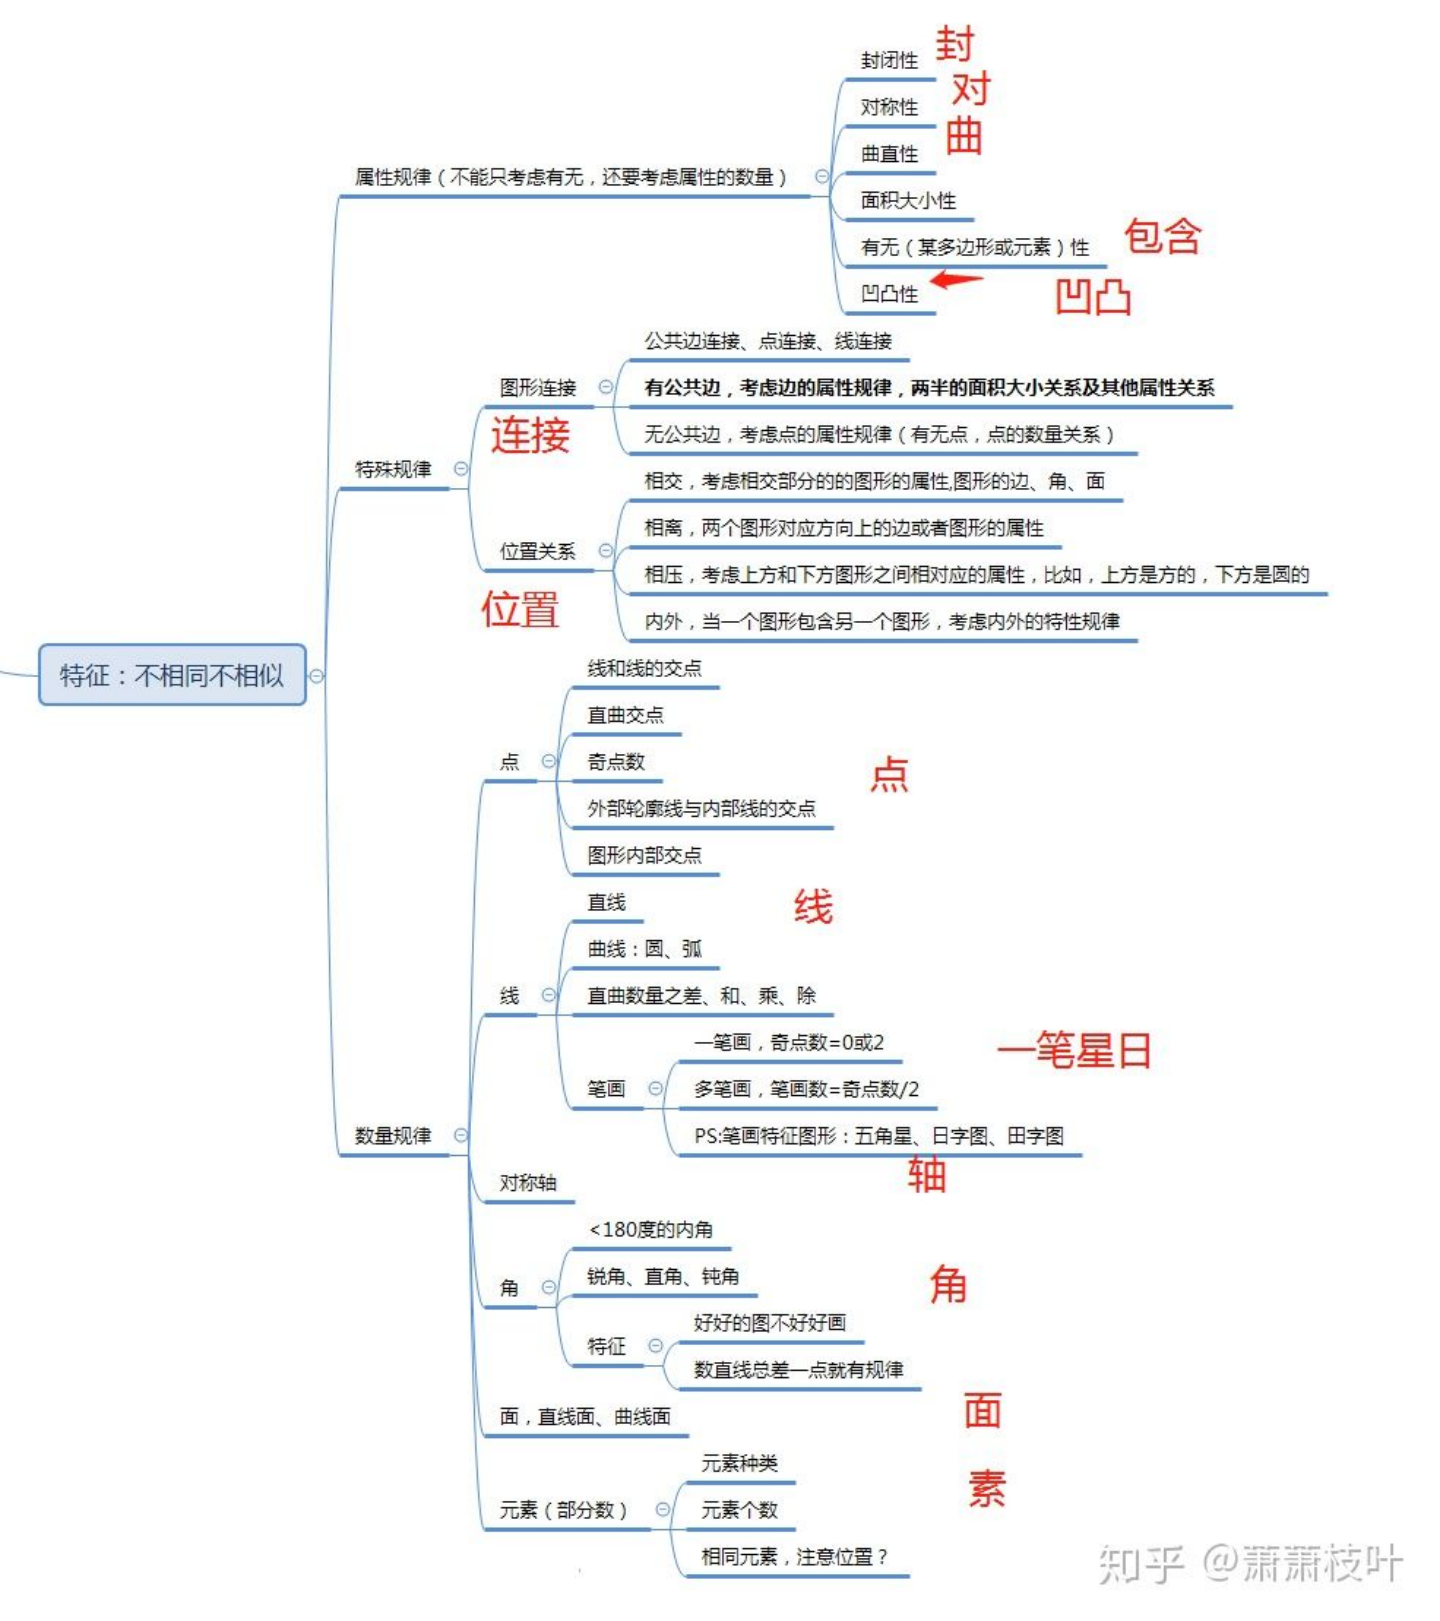 封闭性
封
对称性
对
曲直性
曲
属性规律（不能只考虑有无，还要考虑属性的数量）
面积大小性
有无（某多边形或元素）性
包含
凹凸性
凹凸
公共边连接、点连接、线连接
图形连接
有公共边，考虑边的属性规律，两半的面积大小关系及其他属性关系
连接
无公共边，考虑点的属性规律（有无点，点的数量关系）
特殊规律
相交，考虑相交部分的的图形的属性,图形的边、角、面
相离，两个图形对应方向上的边或者图形的属性
位置关系
相压，考虑上方和下方图形之间相对应的属性，比如，上方是方的，下方是圆的
位置
内外，当一个图形包含另一个图形，考虑内外的特性规律
特征：不相同不相似
线和线的交点
直曲交点
点
奇点数
点
外部轮廓线与内部线的交点
图形内部交点
直线
线
曲线：圆、弧
线
直曲数量之差、和、乘、除
一笔画，奇点数=0或2
一笔星日
笔画
多笔画，笔画数=奇点数/2
数量规律
PS:笔画特征图形：五角星、日字图、田字图
轴
对称轴
<180度的内角
角
锐角、直角、钝角
角
特征
好好的图不好好画
数直线总差一点就有规律
面，直线面、曲线面
面
元素种类
素
元素（部分数）
元素个数
相同元素，注意位置？
知乎 @萧萧枝叶